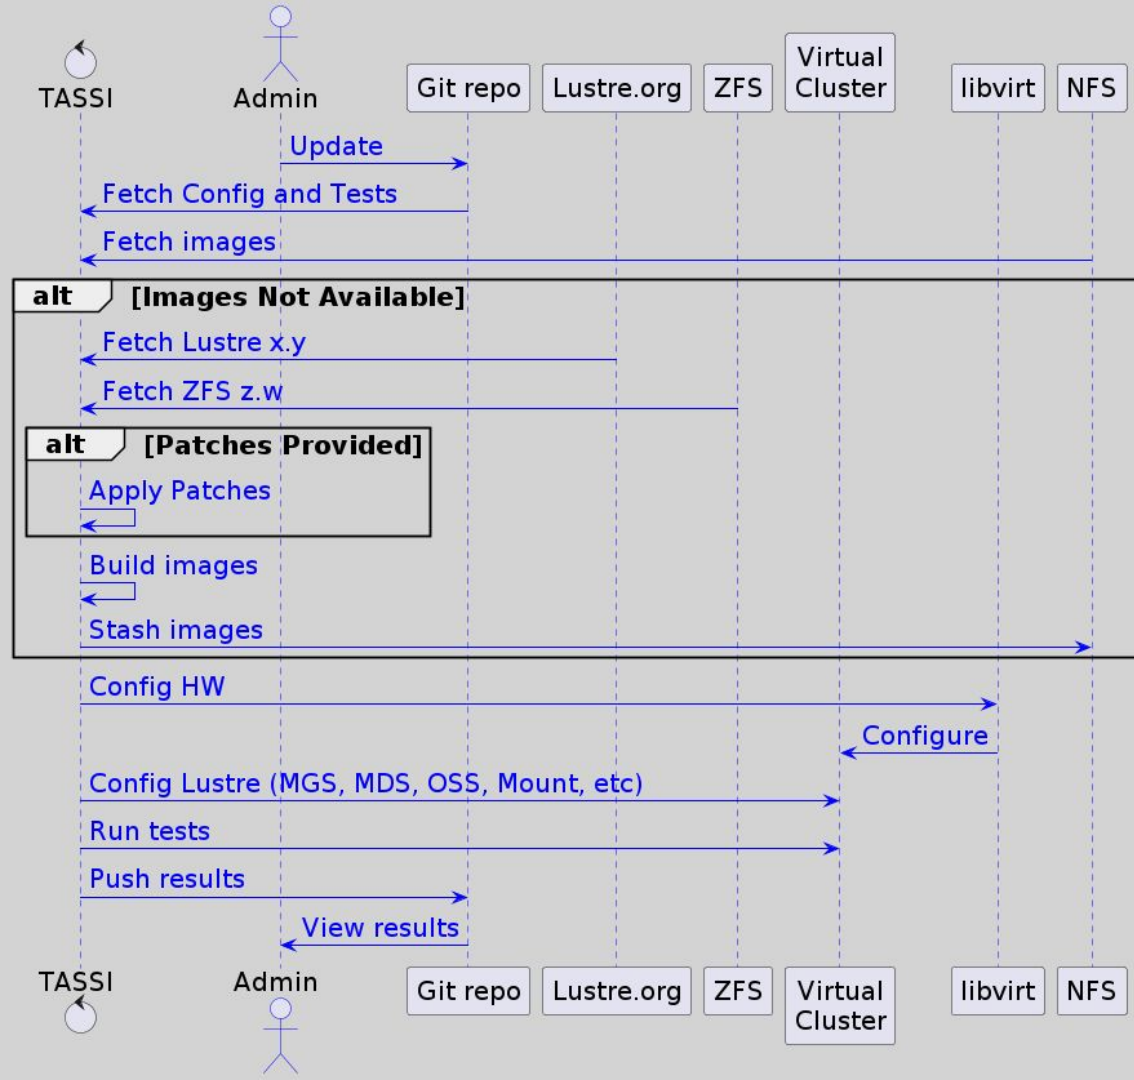 Virtual
TASSI Admin Git repo Lustre.org ZFS Cluster libvirt NFS
Update
Fetch Config and Tests
Fetch images
alt [Images Not Available]
Fetch Lustre x.y
Fetch ZFS z.w
alt [Patches Provided]
Apply Patches
Build images
Stash images
Config HW
Configure
Config Lustre (MGS, MDS, OSS, Mount, etc)
Run tests
Push results
View results
TASSI Admin Git repo Lustre.org ZFS Virtual libvirt NFS
Cluster